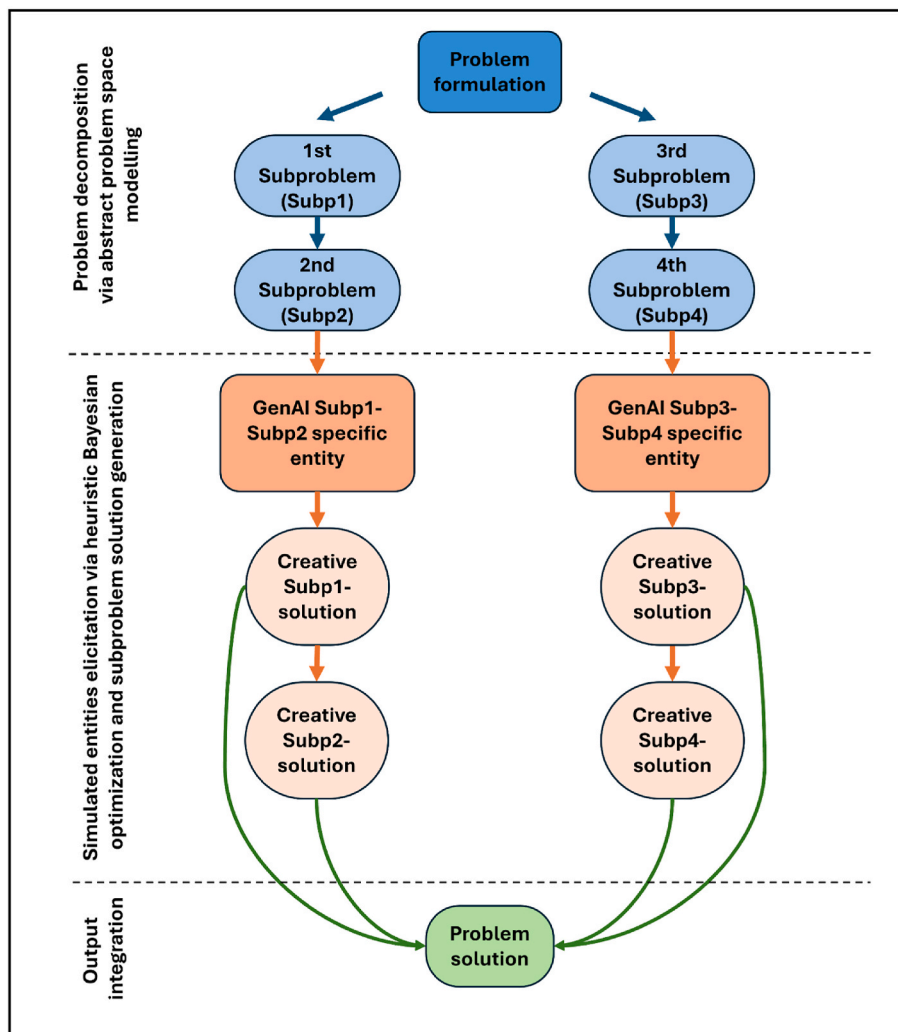 Problem decomposition
via abstract problem space
modelling
Problem
formulation
1st
Subproblem
(Subp1)
3rd
Subproblem
(Subp3)
2nd
Subproblem
(Subp2)
4th
Subproblem
(Subp4)
Simulated entities elicitation via heuristic Bayesian
optimization and subproblem solution generation
GenAI Subp1-
Subp2 specific
entity
GenAI Subp3-
Subp4 specific
entity
Creative
Subp1-
solution
Creative
Subp3-
solution
Creative
Subp2-
solution
Creative
Subp4-
solution
Output
integration
Problem
solution